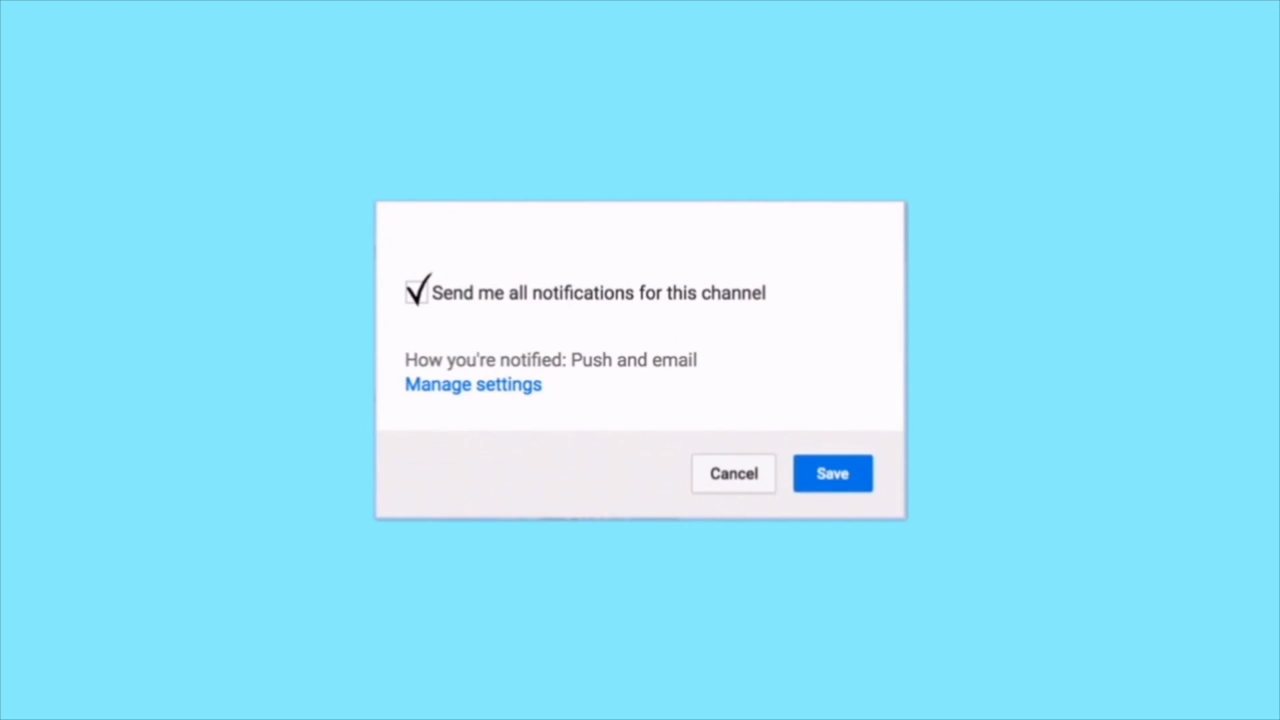 Send me all notifications for this channel
How you're notified: Push and email
Manage settings
Cancel
Save